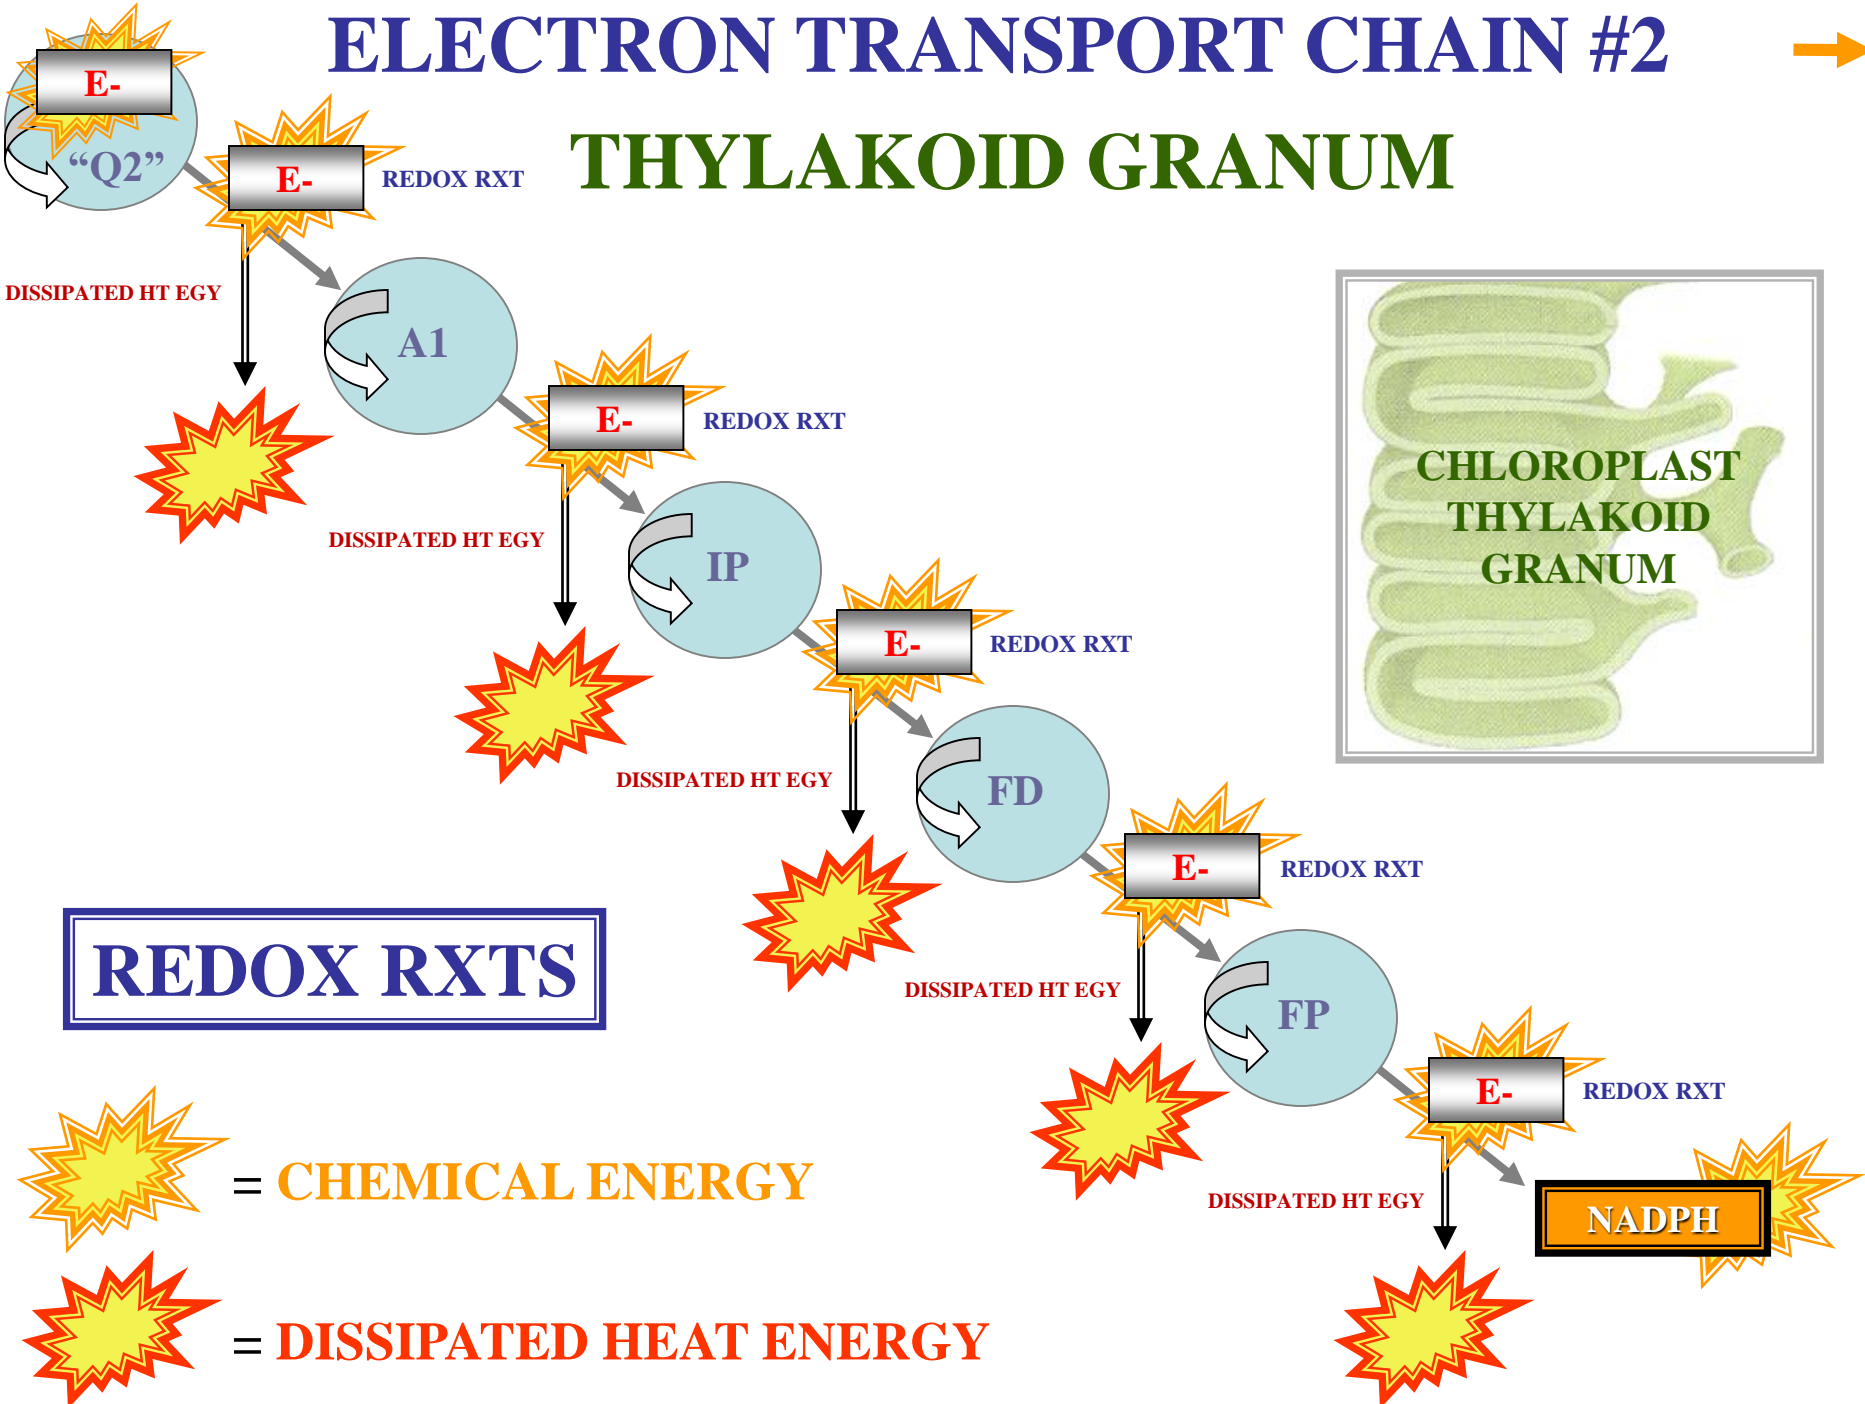 ELECTRON TRANSPORT CHAIN #2
THYLAKOID GRANUM
E-
“Q2”
E-
REDOX RXT
DISSIPATED HT EGY
A1
E-
REDOX RXT
DISSIPATED HT EGY
IP
E-
REDOX RXT
DISSIPATED HT EGY
FD
E-
REDOX RXT
DISSIPATED HT EGY
FP
E-
REDOX RXT
DISSIPATED HT EGY
NADPH
CHLOROPLAST
THYLAKOID
GRANUM
REDOX RXTS
= CHEMICAL ENERGY
= DISSIPATED HEAT ENERGY